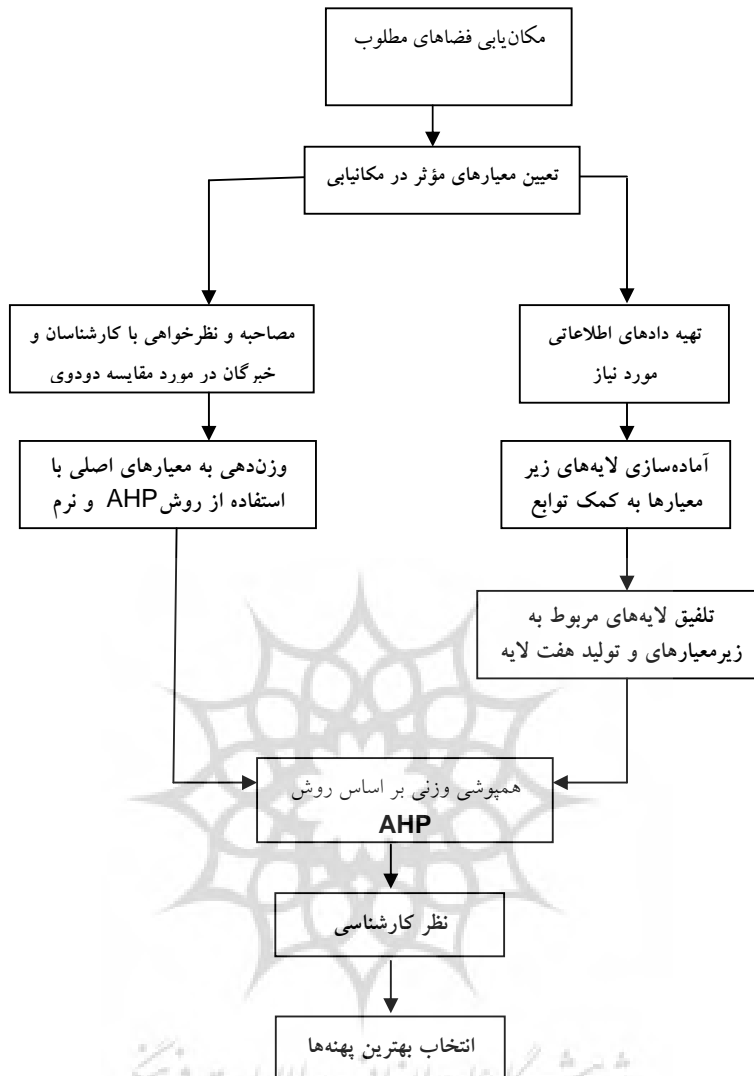 مکان‌یابی فضاهای مطلوب
تعیین معیارهای مؤثر در مکانیابی
مصاحبه و نظرخواهی با کارشناسان و
خبرگان در مورد مقایسه دودوی
تهیه دادهای اطلاعاتی
مورد نیاز
وزن‌دهی به معیارهای اصلی با
استفاده از روش AHP و نرم
آماده‌سازی لایه‌های زیر
معیارها به کمک توابع
تلفیق لایه‌های مربوط به
زیرمعیارهای و تولید هفت لایه
همپوشی وزنی بر اساس روش
AHP
نظر کارشناسی
انتخاب بهترین پهنه‌ها